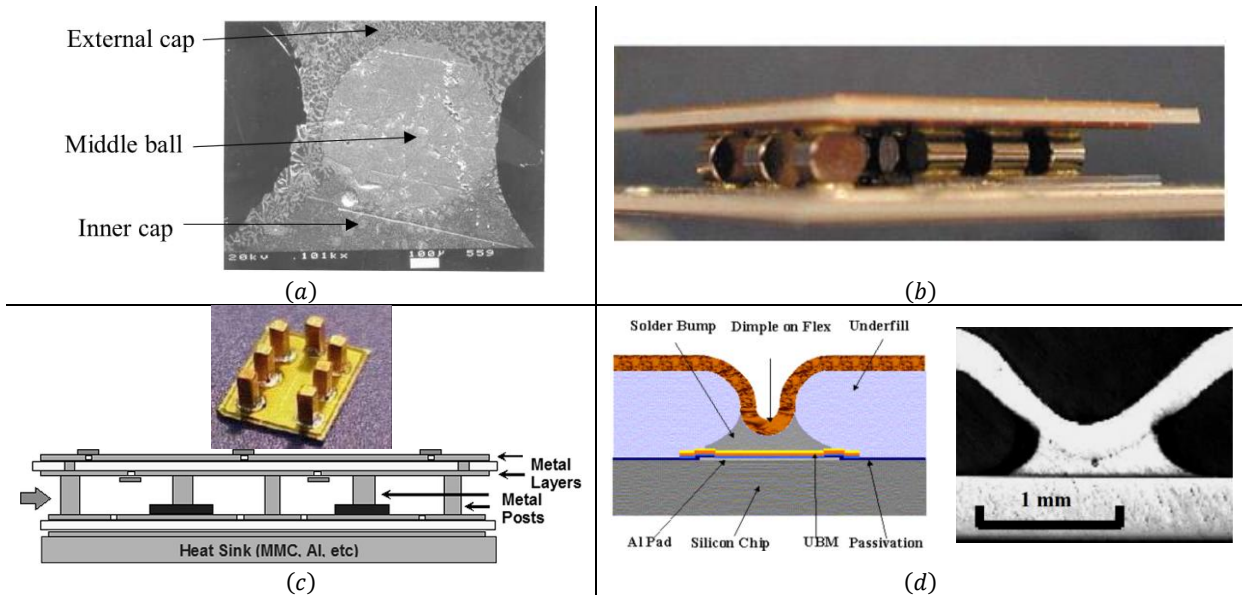 External cap
Middle ball
Inner cap
20kv .101kx 100μ 559
(a)
(b)
Metal
Layers
Metal
Posts
Heat Sink (MMC, Al, etc)
(c)
Solder Bump Dimple on Flex Underfill
Al Pad Silicon Chip UBM Passivation
1 mm
(d)